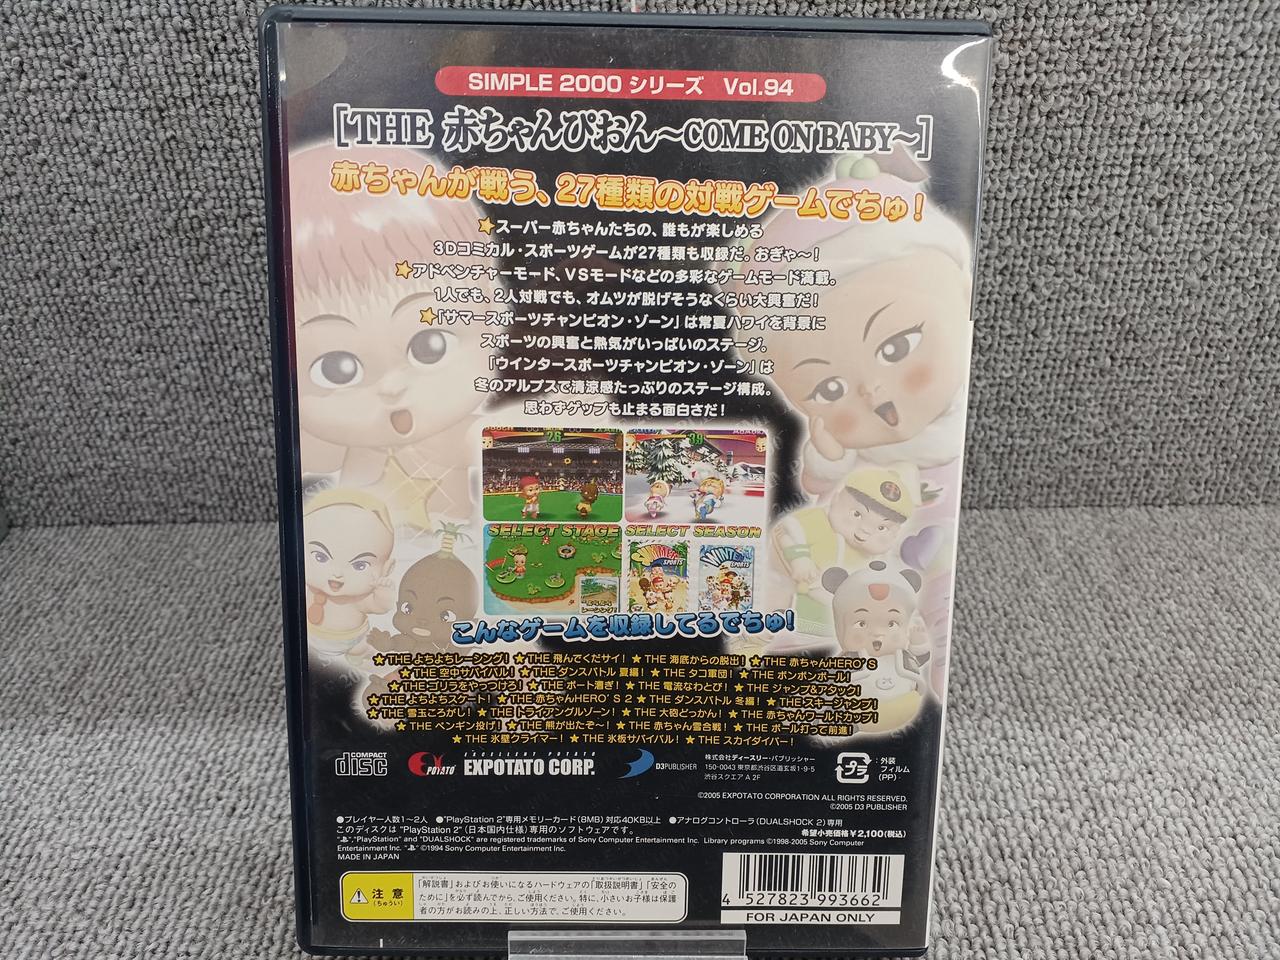 SIMPLE 2000 シリーズ Vol.94
[THE 赤ちゃんぴおん～COME ON BABY～]
赤ちゃんが戦う、27種類の対戦ゲームでちゅ！
★スーパー赤ちゃんたちの、誰もが楽しめる
3Dコミカル・スポーツゲームが27種類も収録だ。おぎゃ～！
★アドベンチャーモード、VSモードなどの多彩なゲームモード満載。
1人でも、2人対戦でも、オムツが脱げそうなくらい大興奮だ！
★「サマースポーツチャンピオン・ゾーン」は常夏ハワイを背景に
スポーツの興奮と熱気がいっぱいのステージ。
「ウインタースポーツチャンピオン・ゾーン」は
冬のアルプスで清涼感たっぷりのステージ構成。
思わずゲップも止まる面白さだ！
26
39
SELECT STAGE
SELECT SEASON
SUMMER SPORTS
WINTER SPORTS
こんなゲームを収録してるでちゅ！
★THE よちよちレーシング！ ★THE 飛んでくだサイ！ ★THE 海底からの脱出！ ★THE 赤ちゃんHERO'S
★THE 空中サバイバル！ ★THE ダンスバトル 夏編！ ★THE タコ軍団！ ★THE ボンボンボール！
★THE ゴリラをやっつけろ！ ★THE ボート漕ぎ！ ★THE 電流なわとび！ ★THE ジャンプ&アタック！
★THE よちよちスケート！ ★THE 赤ちゃんHERO'S 2 ★THE ダンスバトル 冬編！ ★THE スキージャンプ！
★THE 雪玉ころがし！ ★THE トライアングルゾーン！ ★THE 大砲どっかん！ ★THE 赤ちゃんワールドカップ！
★THE ペンギン投げ！ ★THE 熊が出たぞ～！ ★THE 赤ちゃん雪合戦！ ★THE ボール打って前進！
★THE 氷壁クライマー！ ★THE 氷板サバイバル！ ★THE スカイダイバー！
COMPACT disc
POTATO
EXCELLENT POTATO
EXPOTATO CORP.
D3PUBLISHER
株式会社ディースリー・パブリッシャー
150-0043 東京都渋谷区道玄坂1-9-5
渋谷スクエア A 2F
プラ
：外装
フィルム
(PP)
©2005 EXPOTATO CORPORATION ALL RIGHTS RESERVED.
©2005 D3 PUBLISHER
●プレイヤー人数1～2人 ●"PlayStation 2"専用メモリーカード(8MB) 対応40KB以上 ●アナログコントローラ(DUALSHOCK 2)専用
このディスクは "PlayStation 2"(日本国内仕様)専用のソフトウェアです。
希望小売価格￥2,100(税込)
"PlayStation" and "DUALSHOCK" are registered trademarks of Sony Computer Entertainment Inc. Library programs ©1998-2005 Sony Computer
Entertainment Inc. ©1994 Sony Computer Entertainment Inc.
MADE IN JAPAN
注意
(ちゅうい)
「解説書」およびお使いになるハードウェアの「取扱説明書」「安全の
ために」を必ず読んでから、ご使用ください。特に、小さいお子様は保護
者の方がお読みの上、正しい方法で、ご使用ください。
4 527823 993662
FOR JAPAN ONLY